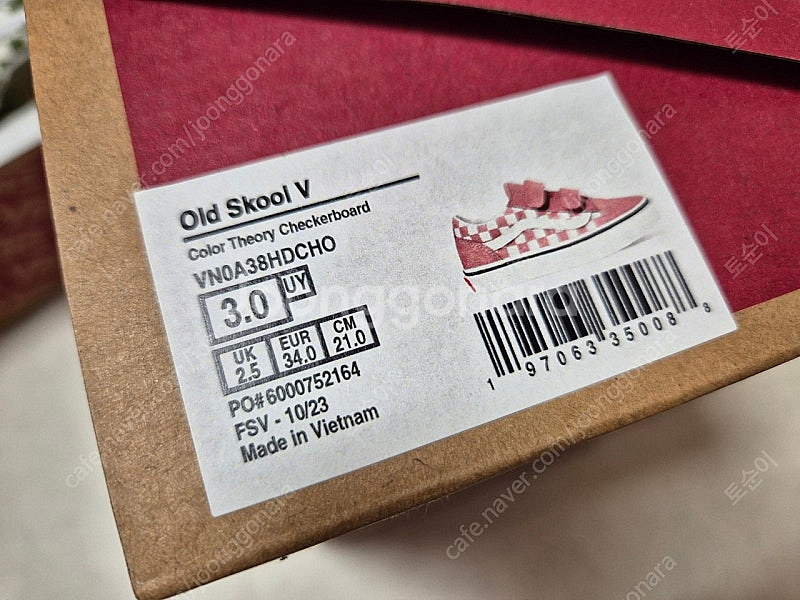 Old Skool V
Color Theory Checkerboard
VN0A38HDCHO
3.0 UY
UK 2.5 EUR 34.0 CM 21.0
PO#6000752164
FSV - 10/23
Made in Vietnam
1 97063 35008 8
joonggonara
cafe.naver.com/joonggonara
토순이